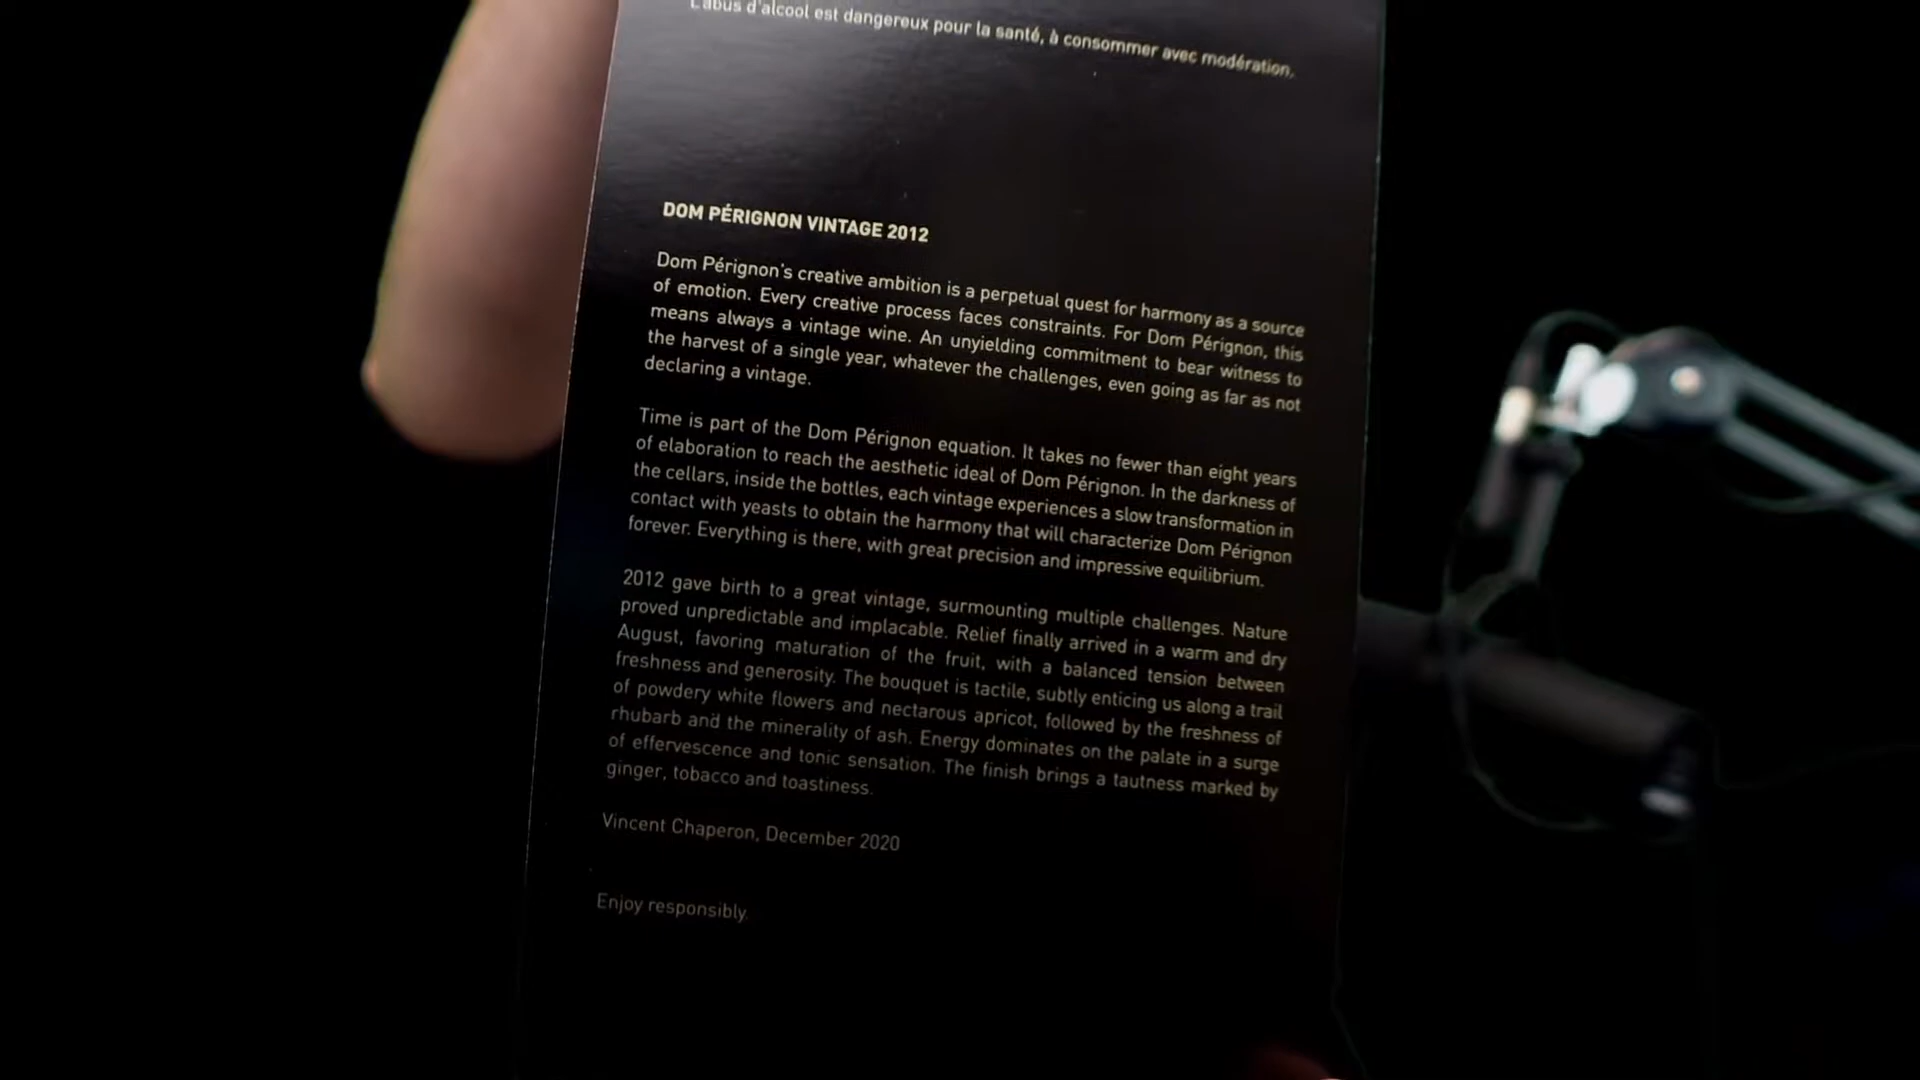 L'abus d'alcool est dangereux pour la santé, à consommer avec modération.
DOM PÉRIGNON VINTAGE 2012
Dom Pérignon's creative ambition is a perpetual quest for harmony as a source
of emotion. Every creative process faces constraints. For Dom Pérignon, this
means always a vintage wine. An unyielding commitment to bear witness to
the harvest of a single year, whatever the challenges, even going as far as not
declaring a vintage.
Time is part of the Dom Pérignon equation. It takes no fewer than eight years
of elaboration to reach the aesthetic ideal of Dom Pérignon. In the darkness of
the cellars, inside the bottles, each vintage experiences a slow transformation in
contact with yeasts to obtain the harmony that will characterize Dom Pérignon
forever. Everything is there, with great precision and impressive equilibrium.
2012 gave birth to a great vintage, surmounting multiple challenges. Nature
proved unpredictable and implacable. Relief finally arrived in a warm and dry
August, favoring maturation of the fruit, with a balanced tension between
freshness and generosity. The bouquet is tactile, subtly enticing us along a trail
of powdery white flowers and nectarous apricot, followed by the freshness of
rhubarb and the minerality of ash. Energy dominates on the palate in a surge
of effervescence and tonic sensation. The finish brings a tautness marked by
ginger, tobacco and toastiness.
Vincent Chaperon, December 2020
Enjoy responsibly.